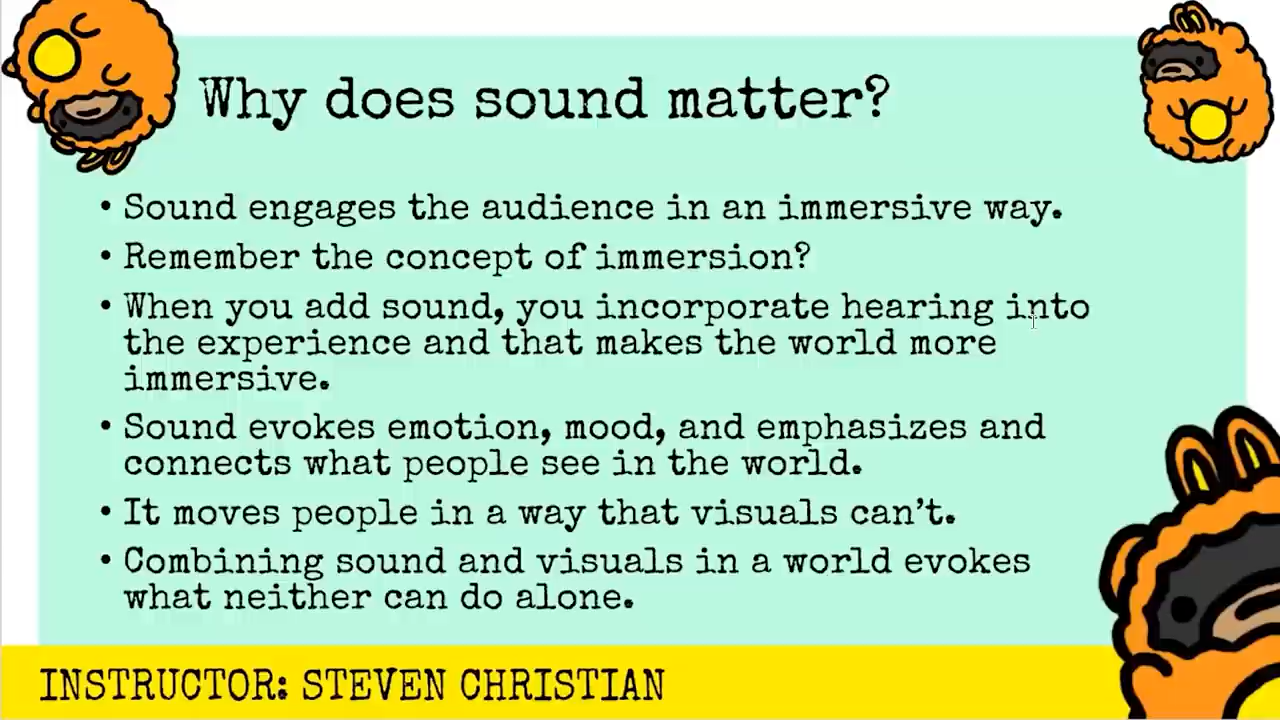 Why does sound matter?
• Sound engages the audience in an immersive way.
• Remember the concept of immersion?
• When you add sound, you incorporate hearing into
the experience and that makes the world more
immersive.
• Sound evokes emotion, mood, and emphasizes and
connects what people see in the world.
• It moves people in a way that visuals can’t.
• Combining sound and visuals in a world evokes
what neither can do alone.
INSTRUCTOR: STEVEN CHRISTIAN